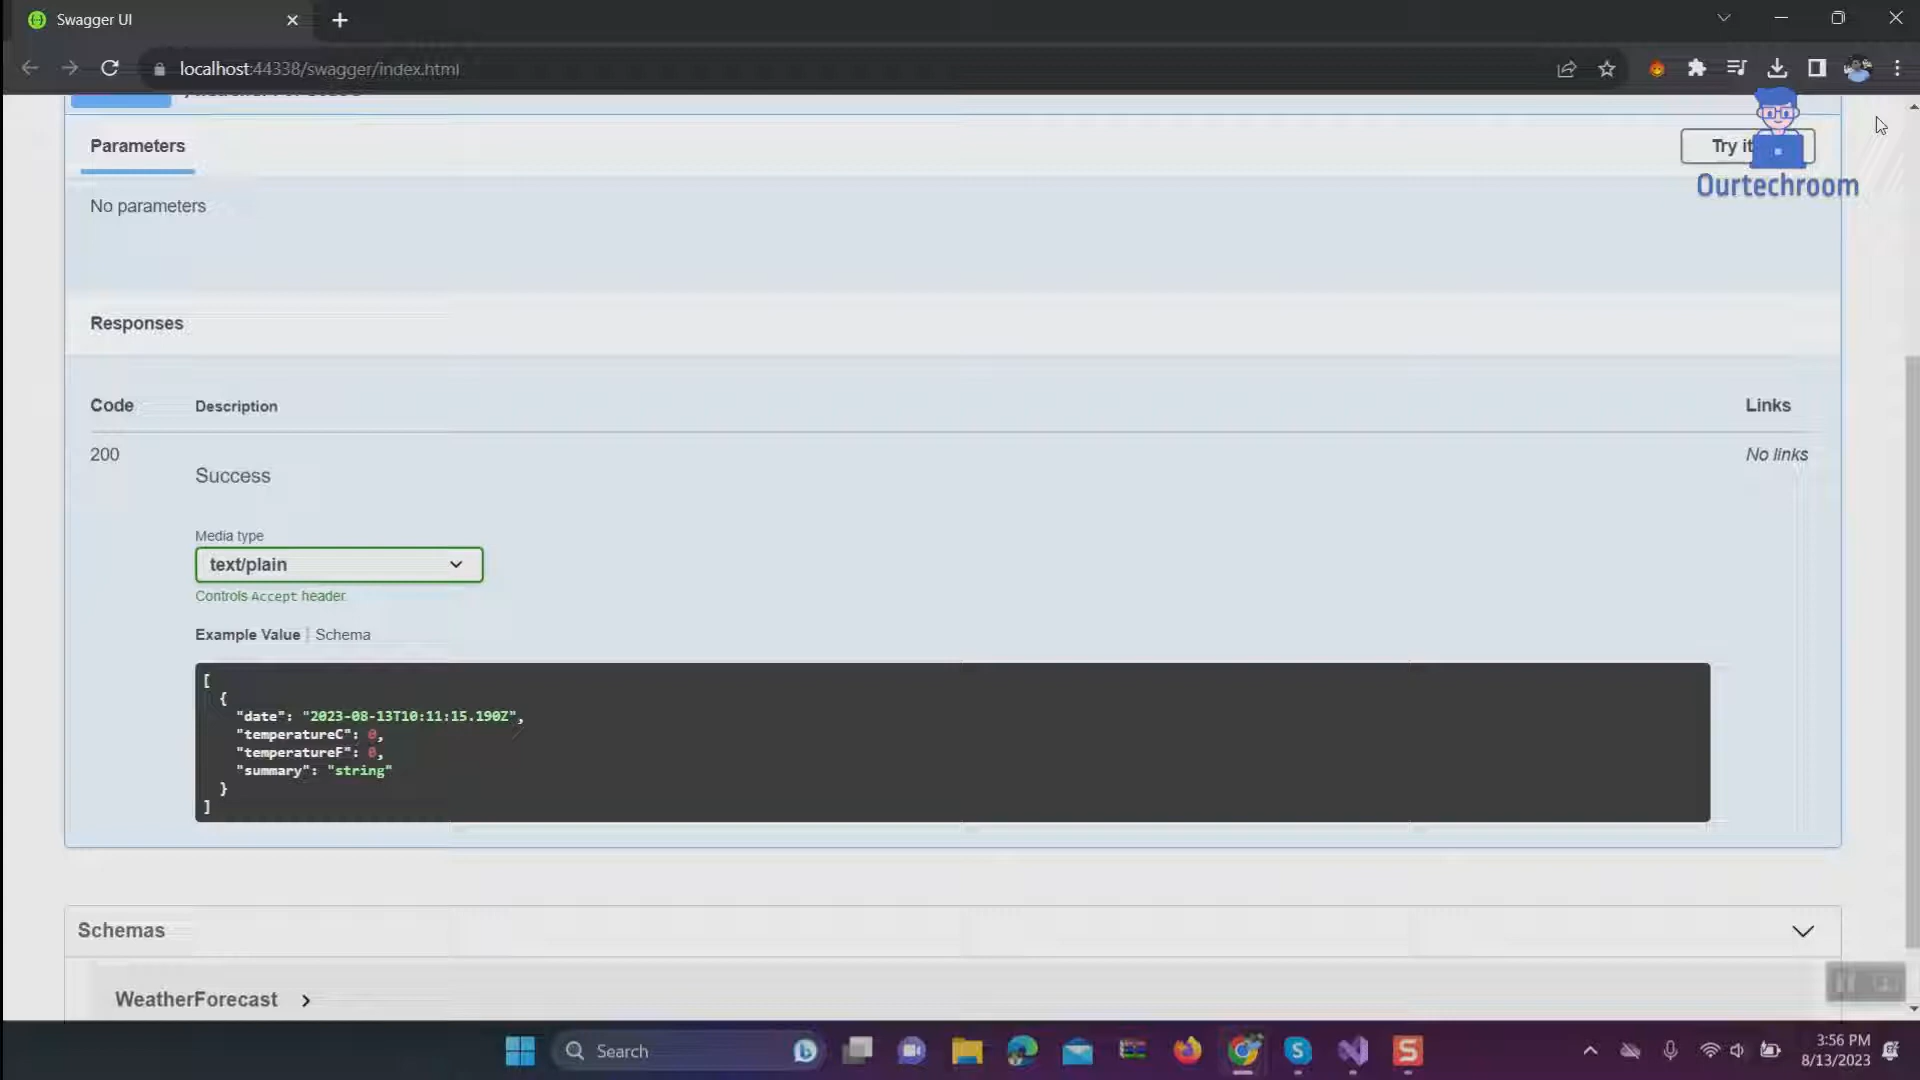 Swagger UI
localhost:44338/swagger/index.html
Parameters
Try it
Ourtechroom
No parameters
Responses
Code Description Links
200 No links
Success
Media type
text/plain
Controls Accept header.
Example Value Schema
[
{
"date": "2023-08-13T10:11:15.190Z",
"temperatureC": 0,
"temperatureF": 0,
"summary": "string"
}
]
Schemas
WeatherForecast
Search
3:56 PM
8/13/2023